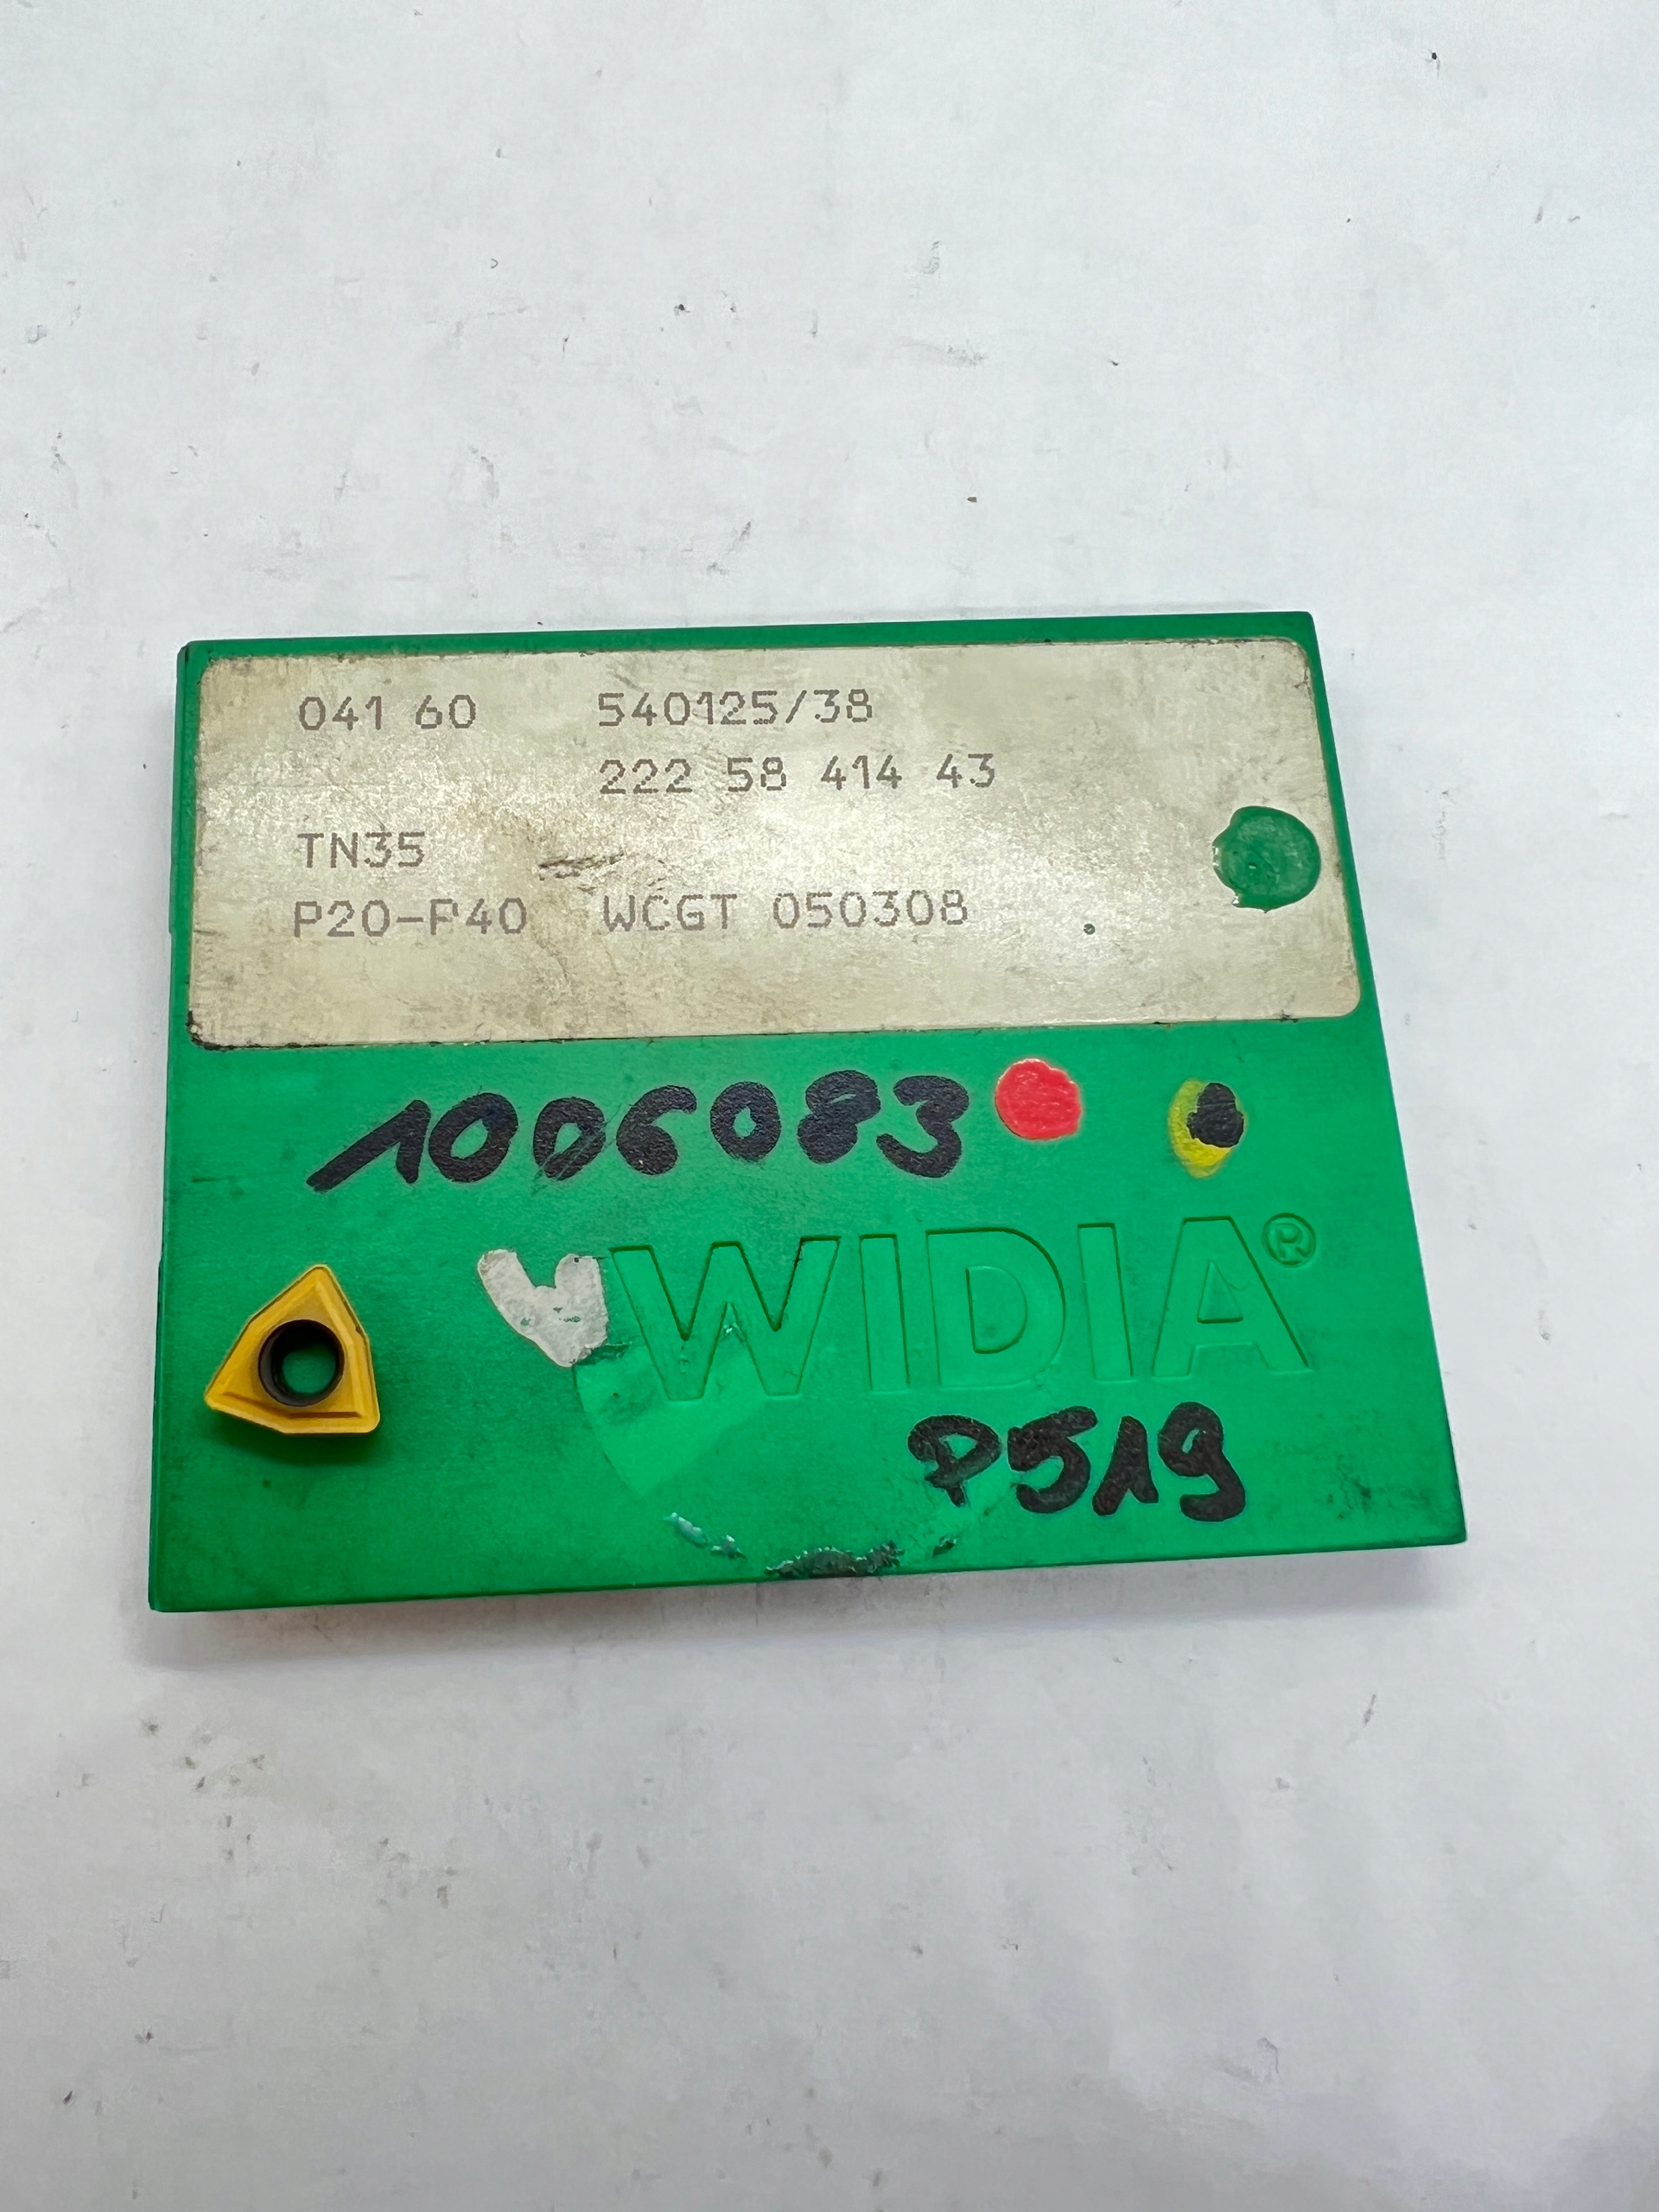 041 60 540125/38
222 58 414 43
TN35
P20-P40 WCGT 050308
1006083
WIDIA®
P519